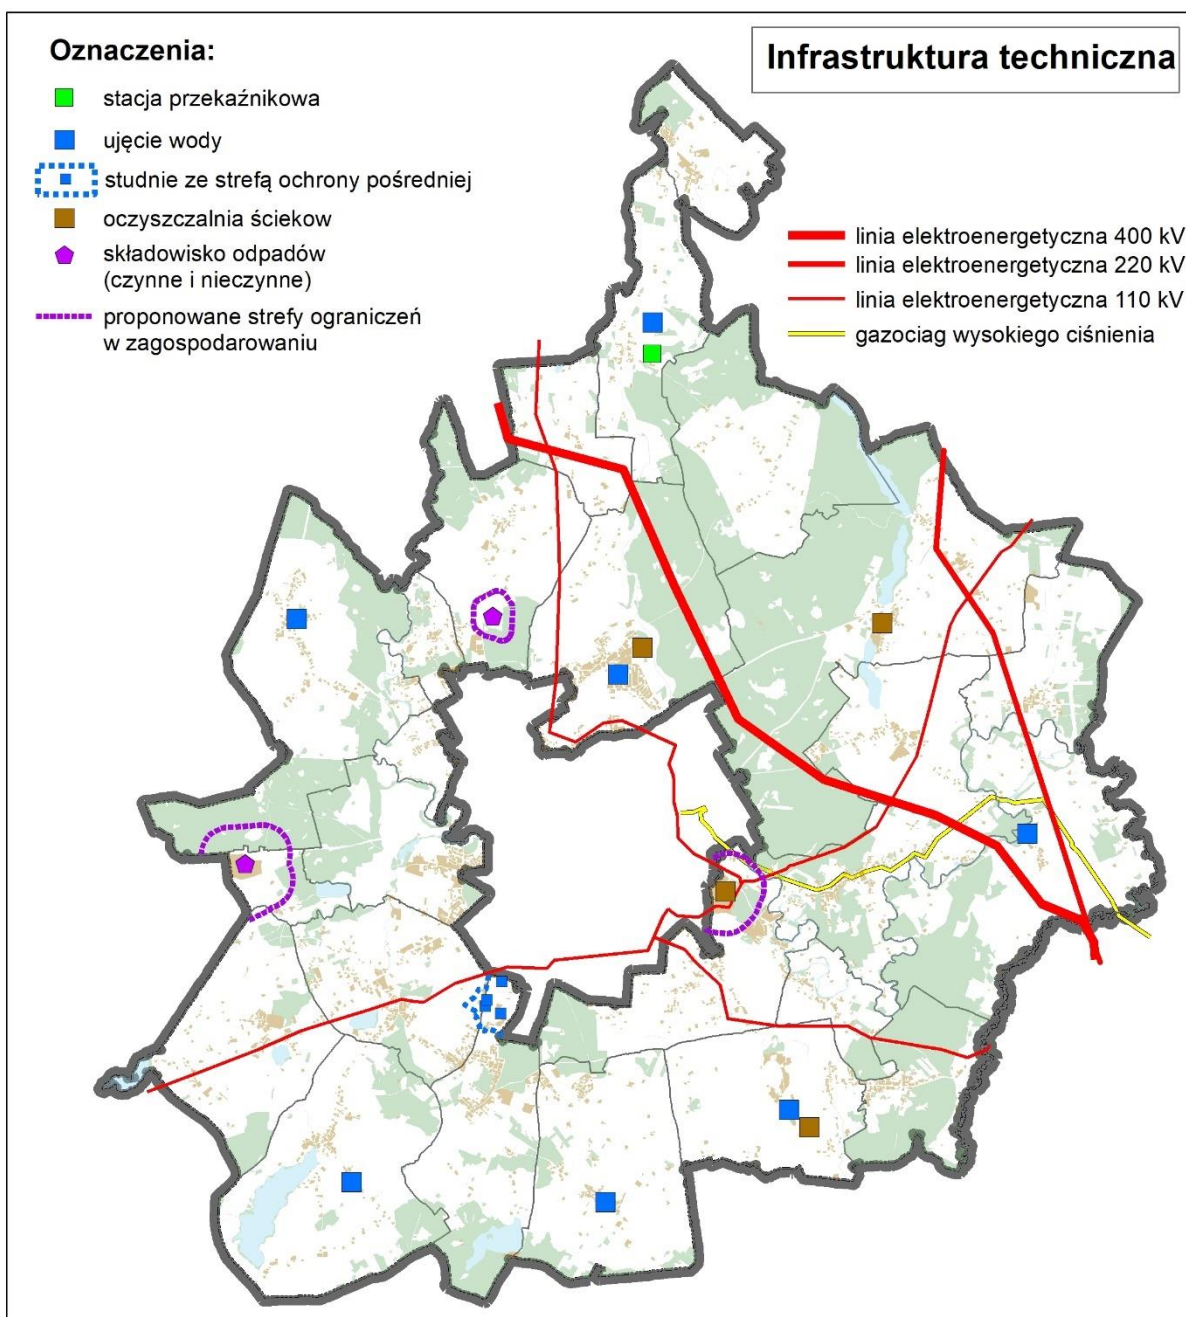 Oznaczenia:
stacja przekaźnikowa
ujęcie wody
studnie ze strefą ochrony pośredniej
oczyszczalnia ściekow
składowisko odpadów
(czynne i nieczynne)
proponowane strefy ograniczeń
w zagospodarowaniu
Infrastruktura techniczna
linia elektroenergetyczna 400 kV
linia elektroenergetyczna 220 kV
linia elektroenergetyczna 110 kV
gazociąg wysokiego ciśnienia